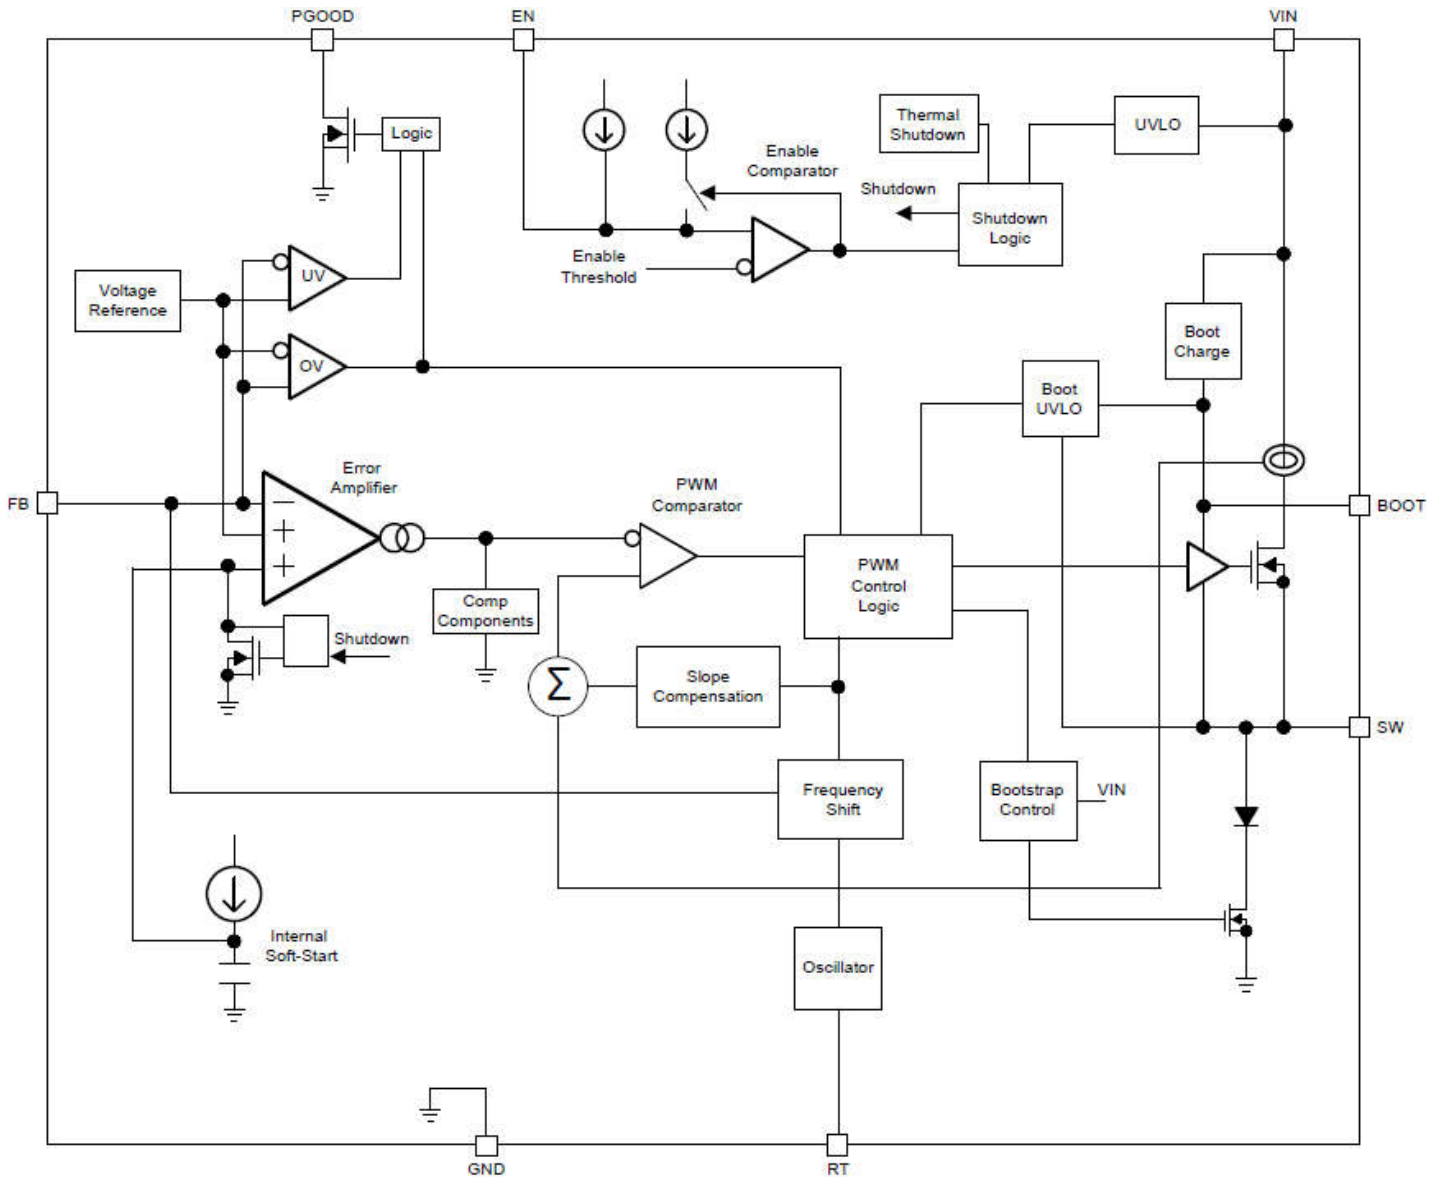 PGOOD
EN
VIN
Logic
Thermal
Shutdown
UVLO
Enable
Comparator
Shutdown
Shutdown
Logic
Enable
Threshold
UV
Voltage
Reference
Boot
Charge
OV
Boot
UVLO
Error
Amplifier
PWM
Comparator
FB
−
+
+
BOOT
PWM
Control
Logic
Comp
Components
Shutdown
Σ
Slope
Compensation
SW
Frequency
Shift
Bootstrap
Control
VIN
Internal
Soft-Start
Oscillator
GND
RT